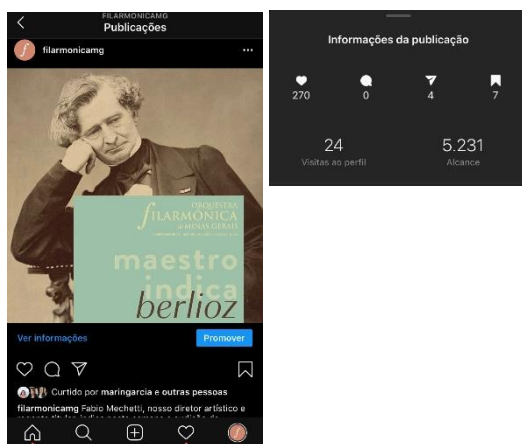 FILARMONICAMG
Publicações
filarmonicamg
ORQUESTRA
FILARMÔNICA
DE MINAS GERAIS
maestro
indica
berlioz
Ver informações
Promover
Curtido por maringarcia e outras pessoas
filarmonicamg Fabio Mechetti, nosso diretor artístico e
Informações da publicação
270
0
4
7
24
5.231
Visitas ao perfil
Alcance